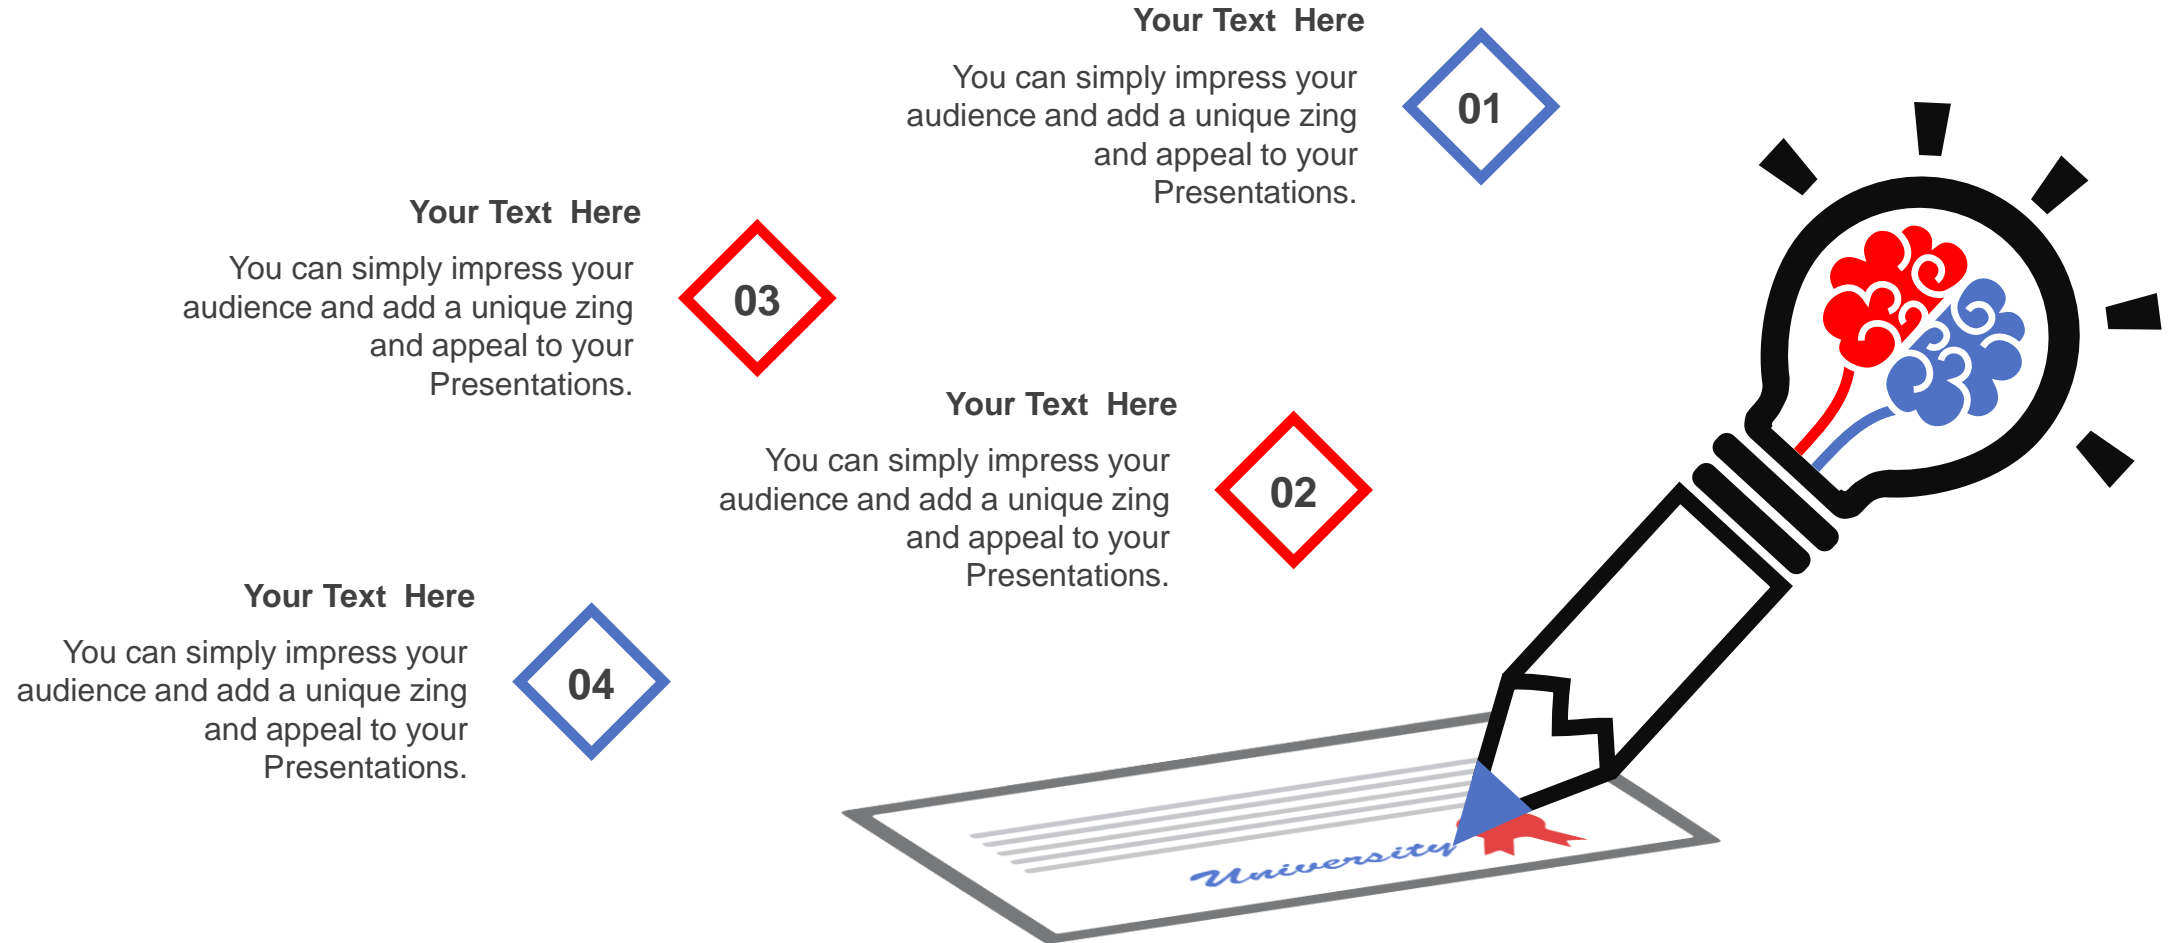 Your Text Here
You can simply impress your
audience and add a unique zing
and appeal to your
Presentations.
01
Your Text Here
You can simply impress your
audience and add a unique zing
and appeal to your
Presentations.
03
Your Text Here
You can simply impress your
audience and add a unique zing
and appeal to your
Presentations.
02
Your Text Here
You can simply impress your
audience and add a unique zing
and appeal to your
Presentations.
04
University